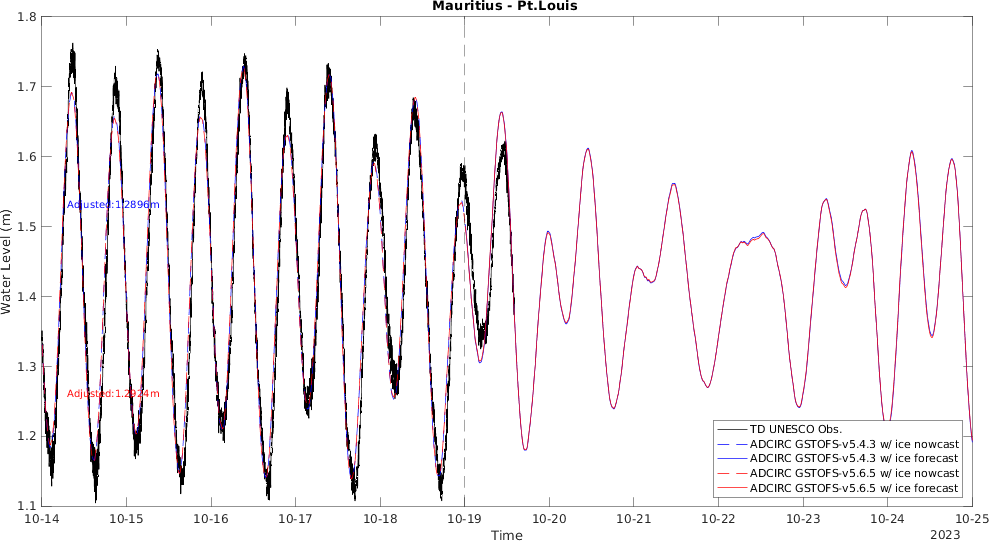 Mauritius - Pt.Louis
1.8
1.7
1.6
1.5
1.4
1.3
1.2
1.1
Water Level (m)
Adjusted:1.2896m
Adjusted:1.2924m
TD UNESCO Obs.
ADCIRC GSTOFS-v5.4.3 w/ ice nowcast
ADCIRC GSTOFS-v5.4.3 w/ ice forecast
ADCIRC GSTOFS-v5.6.5 w/ ice nowcast
ADCIRC GSTOFS-v5.6.5 w/ ice forecast
10-14 10-15 10-16 10-17 10-18 10-19 10-20 10-21 10-22 10-23 10-24 10-25
Time
2023